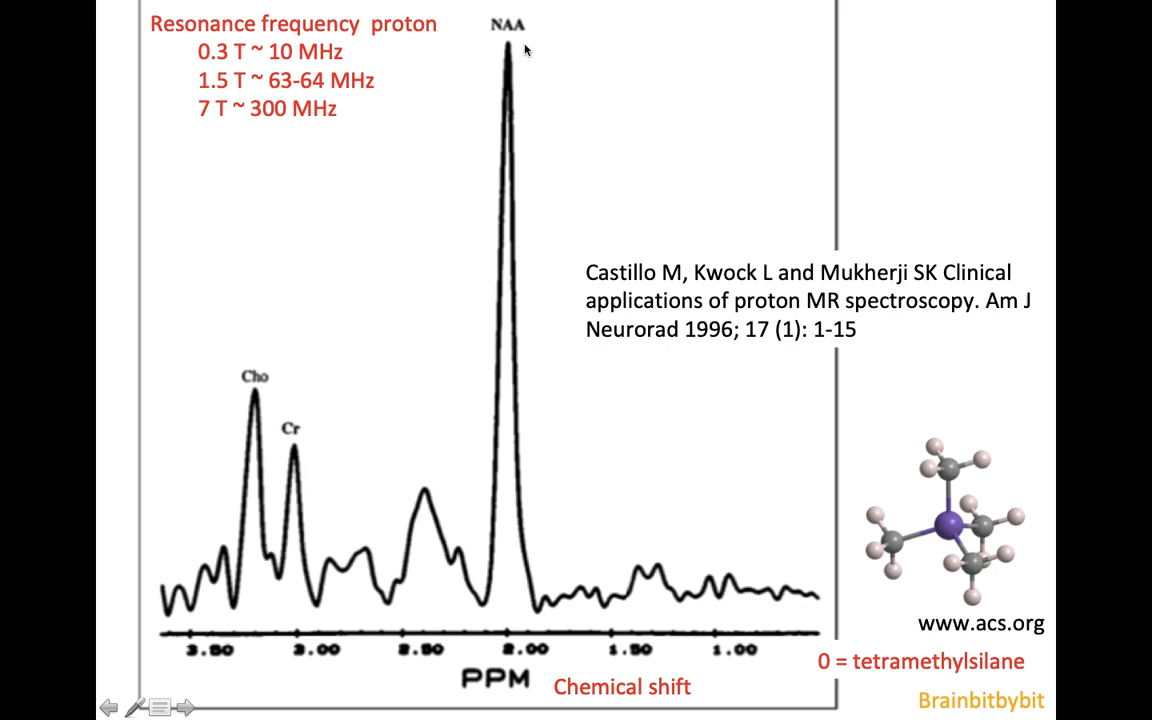 Resonance frequency proton
0.3 T ~ 10 MHz
1.5 T ~ 63-64 MHz
7 T ~ 300 MHz
NAA
Castillo M, Kwock L and Mukherji SK Clinical
applications of proton MR spectroscopy. Am J
Neurorad 1996; 17 (1): 1-15
Cho
Cr
www.acs.org
3.50 3.00 2.50 2.00 1.50 1.00
0 = tetramethylsilane
PPM
Chemical shift
Brainbitbybit